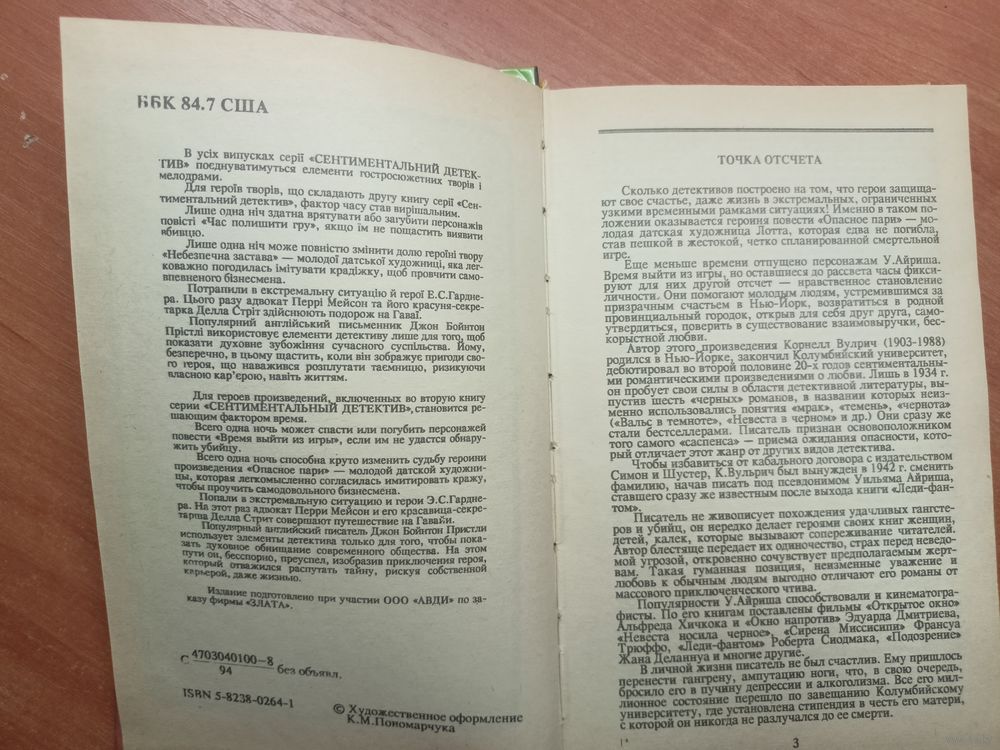 ББК 84.7 США
В усіх випусках серії «СЕНТИМЕНТАЛЬНИЙ ДЕТЕК-
ТИВ» поєднуватимуться елементи гостросюжетних творів і
мелодрами.
Для героїв творів, що складають другу книгу серії «Сен-
тиментальний детектив», фактор часу став вирішальним.
Лише одна ніч здатна врятувати або загубити персонажів
повісті «Час полишити гру», якщо їм не пощастить виявити
вбивцю.
Лише одна ніч може повністю змінити долю героїні твору
«Небезпечна застава» — молодої датської художниці, яка лег-
коважно погодилась імітувати крадіжку, щоб провчити само-
впевненого бізнесмена.
Потрапили в екстремальну ситуацію й герої Е.С.Гардне-
ра. Цього разу адвокат Перрі Мейсон и його красуня-секре-
тарка Делла Стріт здійснюють подорож на Гаваї.
Популярний англійський письменник Джон Бойнтон
Прістлі використовує елементи детективу лише для того, щоб
показати духовне зубожіння сучасного суспільства. Йому,
безперечно, в цьому щастить, коли він зображує пригоди сво-
го героя, що наважився розплутати таємницю, ризикуючи
власною кар'єрою, навіть життям.
Для героев произведений, включенных во вторую книгу
серии «СЕНТИМЕНТАЛЬНЫЙ ДЕТЕКТИВ», становится ре-
шающим фактором время.
Всего одна ночь может спасти или погубить персонажей
повести «Время выйти из игры», если им не удастся обнару-
жить убийцу.
Всего одна ночь способна круто изменить судьбу героини
произведения «Опасное пари» — молодой датской художни-
цы, которая легкомысленно согласилась имитировать кражу,
чтобы проучить самодовольного бизнесмена.
Попали в экстремальную ситуацию и герои Э.С.Гардне-
ра. На этот раз адвокат Перри Мейсон и его красавица-секре-
тарша Делла Стрит совершают путешествие на Гавайи.
Популярный английский писатель Джон Бойнтон Пристли
использует элементы детектива только для того, чтобы пока-
зать духовное обнищание современного общества. На этом
пути он, бесспорно, преуспел, изобразив приключения героя,
который отважился распутать тайну, рискуя собственной
карьерой, даже жизнью.
Издание подготовлено при участии ООО «АВДИ» по за-
казу фирмы «ЗЛАТА».
С 4703040100–8
94 без объявл.
ISBN 5-8238-0264-1
© Художественное оформление
К.М.Пономарчука
ТОЧКА ОТСЧЕТА
Сколько детективов построено на том, что герои защища-
ют свое счастье, даже жизнь в экстремальных, ограниченных
узкими временными рамками ситуациях! Именно в таком по-
ложении оказывается героиня повести «Опасное пари» — мо-
лодая датская художница Лотта, которая едва не погибла,
став пешкой в жестокой, четко спланированной смертельной
игре.
Еще меньше времени отпущено персонажам У.Айриша.
Время выйти из игры, но оставшиеся до рассвета часы фикси-
руют для них другой отсчет — нравственное становление
личности. Они помогают молодым людям, устремившимся за
призрачным счастьем в Нью-Йорк, возвратиться в родной
провинциальный городок, открыв для себя друг друга, само-
утвердиться, поверить в существование взаимовыручки, бес-
корыстной любви.
Автор этого произведения Корнелл Вулрич (1903-1988)
родился в Нью-Йорке, закончил Колумбийский университет,
дебютировал во второй половине 20-х годов сентиментальны-
ми романтическими произведениями о любви. Лишь в 1934 г.
он пробует свои силы в области детективной литературы, вы-
пустив шесть «черных» романов, в названии которых неиз-
менно использовались понятия «мрак», «темень», «чернота»
(«Вальс в темноте», «Невеста в черном» и др.) Они сразу же
стали бестселлерами. Писатель признан основоположником
того самого «саспенса» – приема ожидания опасности, кото-
рый отличает этот жанр от других видов детектива.
Чтобы избавиться от кабального договора с издательством
Симон и Шустер, К.Вульрич был вынужден в 1942 г. сменить
фамилию, начав писать под псевдонимом Уильяма Айриша,
ставшего сразу же известным после выхода книги «Леди-фан-
том».
Писатель не живописует похождения удачливых гангсте-
ров и убийц, он нередко делает героями своих книг женщин,
детей, калек, которые вызывают сопереживание читателей.
Автор блестяще передает их одиночество, страх перед неведо-
мой угрозой, откровенно сочувствует предполагаемым жерт-
вам. Такая гуманная позиция, неизменные уважение и
любовь к обычным людям выгодно отличают его романы от
массового приключенческого чтива.
Популярности У.Айриша способствовали и кинематогра-
фисты. По его книгам поставлены фильмы «Открытое окно»
Альфреда Хичкока и «Окно напротив» Эдуарда Дмитриева,
«Невеста носила черное», «Сирена Миссисипи» Франсуа
Трюффо, «Леди-фантом» Роберта Сиодмака, «Подозрение»
Жана Деланнуа и многие другие.
В личной жизни писатель не был счастлив. Ему пришлось
перенести гангрену, ампутацию ноги, что, в свою очередь,
бросило его в пучину депрессии и алкоголизма. Все его мил-
лионное состояние перешло по завещанию Колумбийскому
университету, где установлена стипендия в честь его матери,
с которой он никогда не разлучался до ее смерти.
3